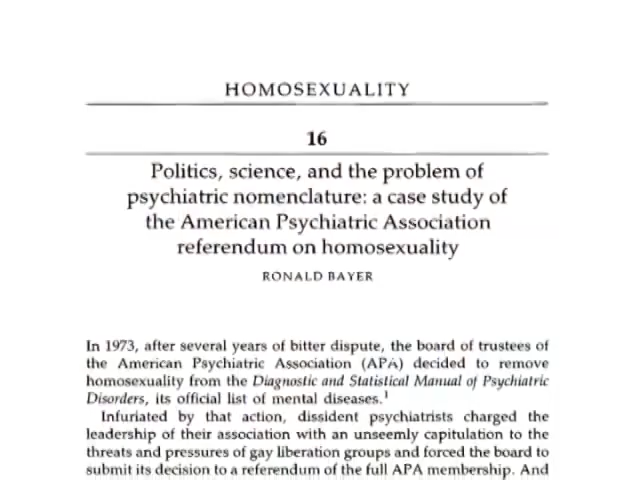 HOMOSEXUALITY
16
Politics, science, and the problem of
psychiatric nomenclature: a case study of
the American Psychiatric Association
referendum on homosexuality
RONALD BAYER
In 1973, after several years of bitter dispute, the board of trustees of
the American Psychiatric Association (APA) decided to remove
homosexuality from the Diagnostic and Statistical Manual of Psychiatric
Disorders, its official list of mental diseases.¹
Infuriated by that action, dissident psychiatrists charged the
leadership of their association with an unseemly capitulation to the
threats and pressures of gay liberation groups and forced the board to
submit its decision to a referendum of the full APA membership. And